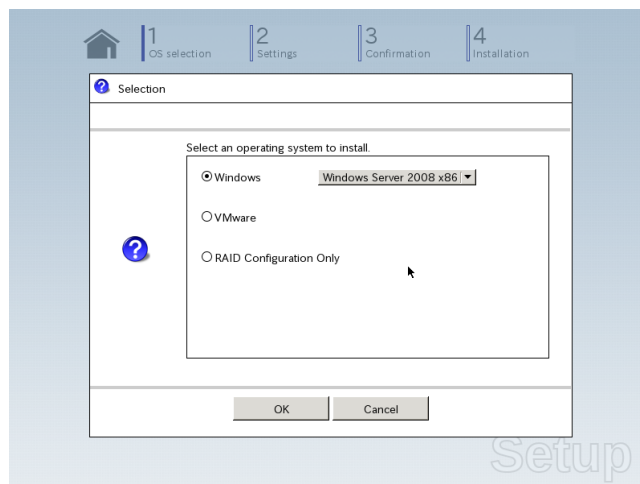 1
OS selection
2
Settings
3
Confirmation
4
Installation
Selection
Select an operating system to install.
Windows
Windows Server 2008 x86
VMware
RAID Configuration Only
OK
Cancel
Setup